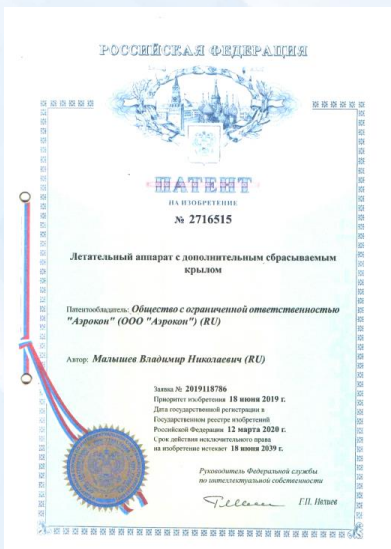 РОССИЙСКАЯ ФЕДЕРАЦИЯ
ПАТЕНТ
НА ИЗОБРЕТЕНИЕ
№ 2716515
Летательный аппарат с дополнительным сбрасываемым
крылом
Патентообладатель: Общество с ограниченной ответственностью
"Аэрокон" (ООО "Аэрокон") (RU)
Автор: Малышев Владимир Николаевич (RU)
Заявка № 2019118786
Приоритет изобретения 18 июня 2019 г.
Дата государственной регистрации в
Государственном реестре изобретений
Российской Федерации 12 марта 2020 г.
Срок действия исключительного права
на изобретение истекает 18 июня 2039 г.
Руководитель Федеральной службы
по интеллектуальной собственности
Г.П. Ивлиев